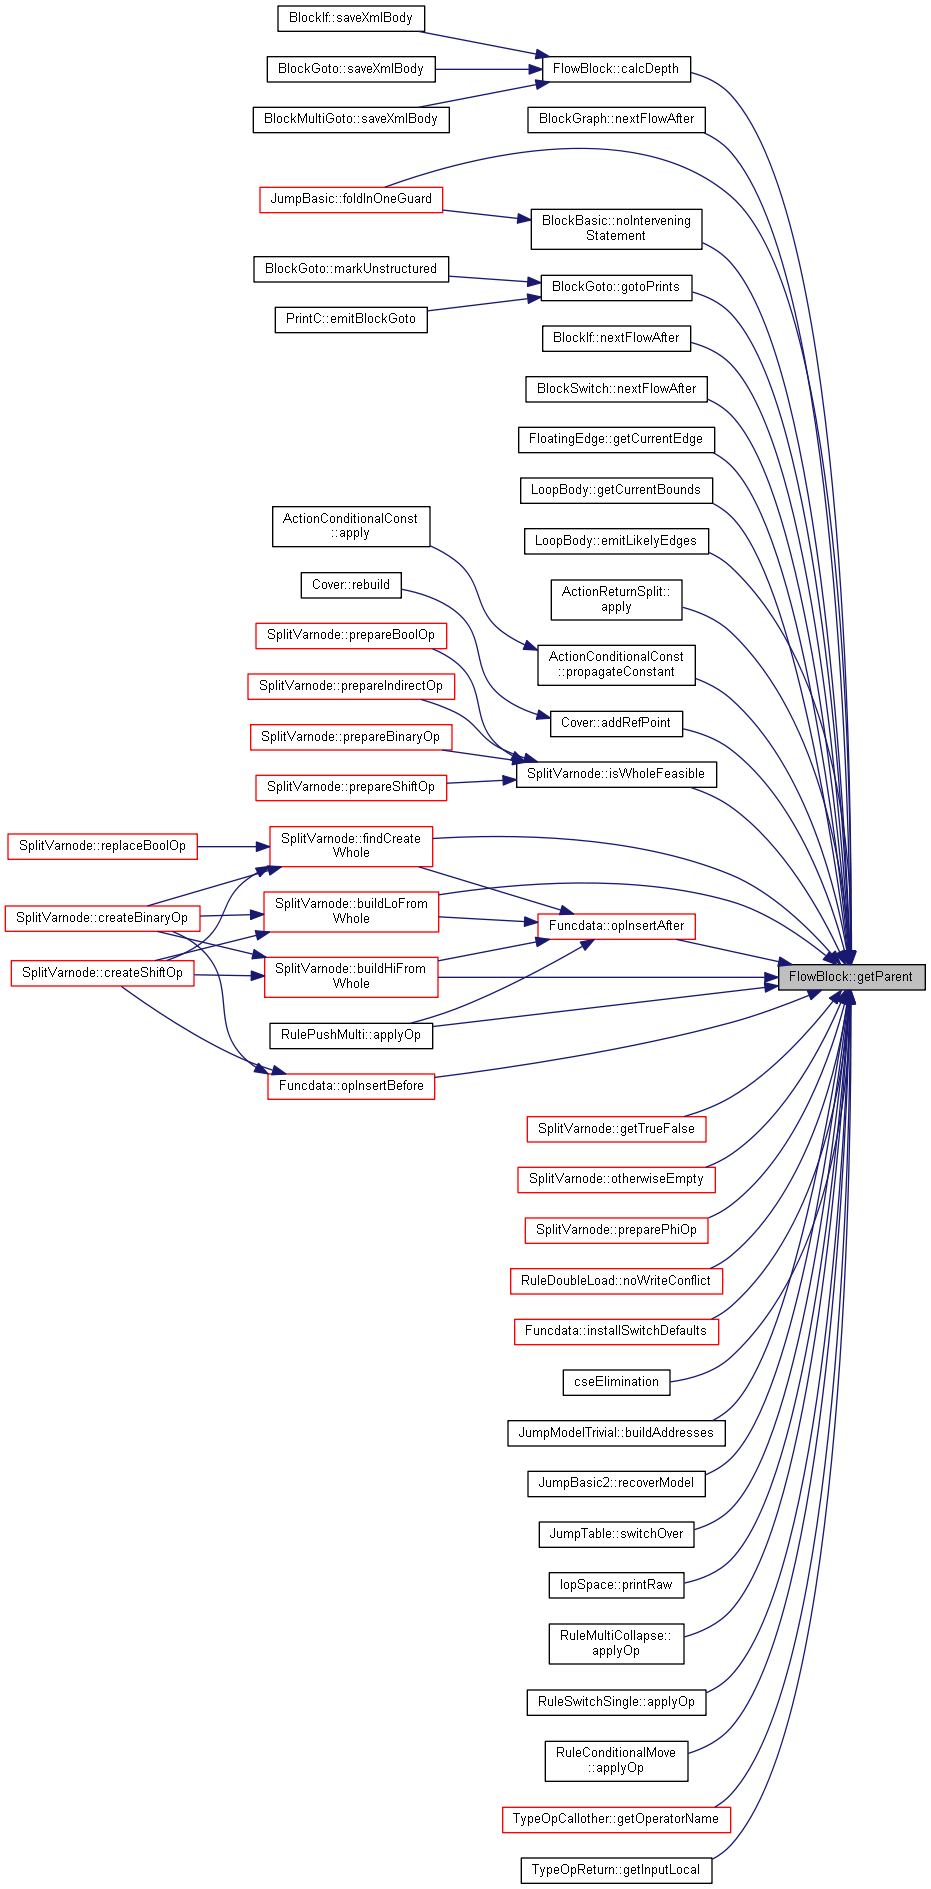 BlockIf::saveXmlBody
BlockGoto::saveXmlBody
FlowBlock::calcDepth
BlockMultiGoto::saveXmlBody
BlockGraph::nextFlowAfter
JumpBasic::foldInOneGuard
BlockBasic::noIntervening
Statement
BlockGoto::markUnstructured
BlockGoto::gotoPrints
PrintC::emitBlockGoto
BlockIf::nextFlowAfter
BlockSwitch::nextFlowAfter
FloatingEdge::getCurrentEdge
LoopBody::getCurrentBounds
ActionConditionalConst
::apply
LoopBody::emitLikelyEdges
Cover::rebuild
ActionReturnSplit::
apply
SplitVarnode::prepareBoolOp
ActionConditionalConst
::propagateConstant
SplitVarnode::prepareIndirectOp
Cover::addRefPoint
SplitVarnode::prepareBinaryOp
SplitVarnode::isWholeFeasible
SplitVarnode::prepareShiftOp
SplitVarnode::replaceBoolOp
SplitVarnode::findCreate
Whole
SplitVarnode::createBinaryOp
SplitVarnode::buildLoFrom
Whole
Funcdata::opInsertAfter
SplitVarnode::createShiftOp
SplitVarnode::buildHiFrom
Whole
FlowBlock::getParent
RulePushMulti::applyOp
Funcdata::opInsertBefore
SplitVarnode::getTrueFalse
SplitVarnode::otherwiseEmpty
SplitVarnode::preparePhiOp
RuleDoubleLoad::noWriteConflict
Funcdata::installSwitchDefaults
cseElimination
JumpModelTrivial::buildAddresses
JumpBasic2::recoverModel
JumpTable::switchOver
IopSpace::printRaw
RuleMultiCollapse::
applyOp
RuleSwitchSingle::applyOp
RuleConditionalMove
::applyOp
TypeOpCallother::getOperatorName
TypeOpReturn::getInputLocal